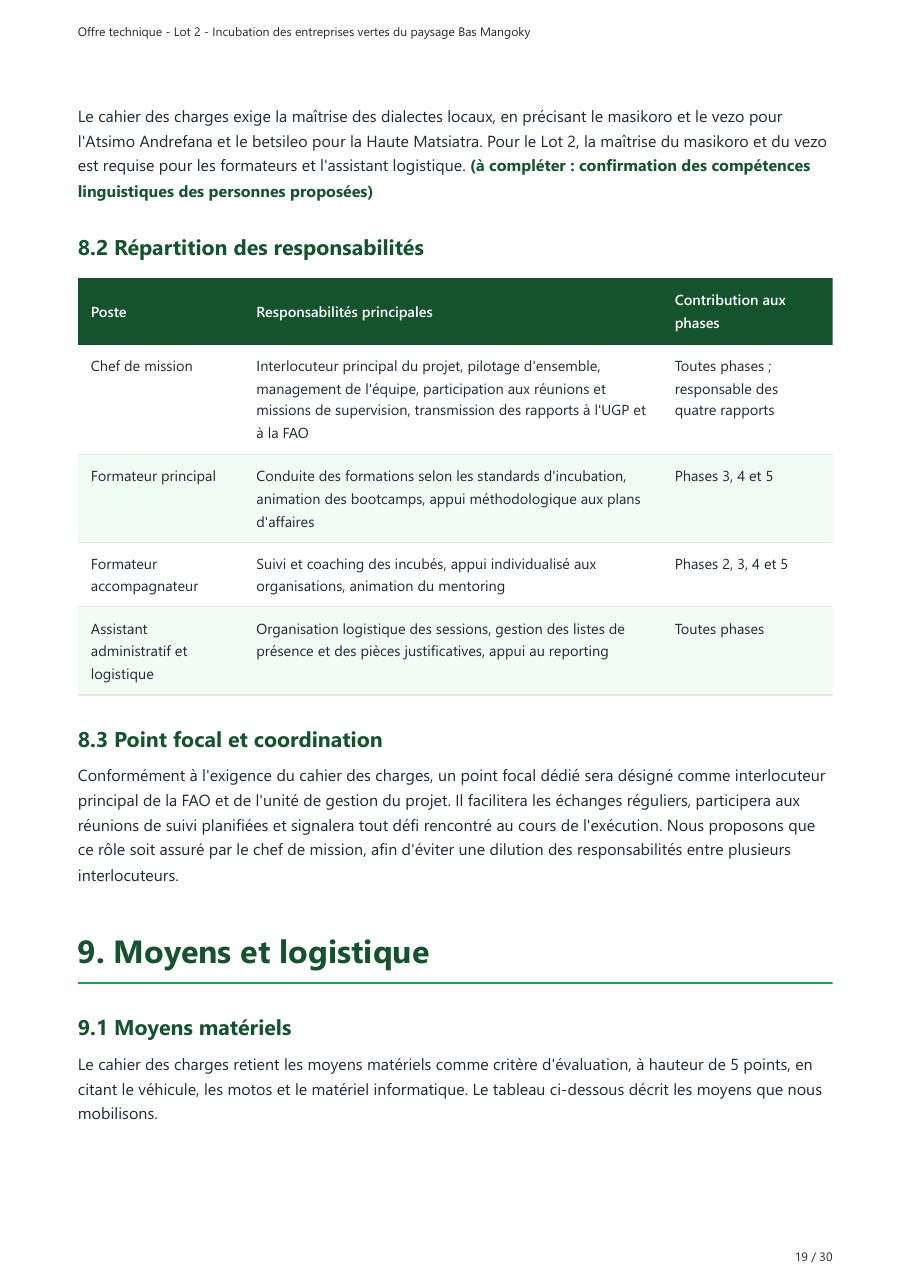 Offre technique - Lot 2 - Incubation des entreprises vertes du paysage Bas Mangoky
Le cahier des charges exige la maîtrise des dialectes locaux, en précisant le masikoro et le vezo pour
l'Atsimo Andrefana et le betsileo pour la Haute Matsiatra. Pour le Lot 2, la maîtrise du masikoro et du vezo
est requise pour les formateurs et l'assistant logistique. (à compléter : confirmation des compétences
linguistiques des personnes proposées)
8.2 Répartition des responsabilités
Poste
Responsabilités principales
Contribution aux
phases
Chef de mission
Interlocuteur principal du projet, pilotage d'ensemble,
management de l'équipe, participation aux réunions et
missions de supervision, transmission des rapports à l'UGP et
à la FAO
Toutes phases ;
responsable des
quatre rapports
Formateur principal
Conduite des formations selon les standards d'incubation,
animation des bootcamps, appui méthodologique aux plans
d'affaires
Phases 3, 4 et 5
Formateur
accompagnateur
Suivi et coaching des incubés, appui individualisé aux
organisations, animation du mentoring
Phases 2, 3, 4 et 5
Assistant
administratif et
logistique
Organisation logistique des sessions, gestion des listes de
présence et des pièces justificatives, appui au reporting
Toutes phases
8.3 Point focal et coordination
Conformément à l'exigence du cahier des charges, un point focal dédié sera désigné comme interlocuteur
principal de la FAO et de l'unité de gestion du projet. Il facilitera les échanges réguliers, participera aux
réunions de suivi planifiées et signalera tout défi rencontré au cours de l'exécution. Nous proposons que
ce rôle soit assuré par le chef de mission, afin d'éviter une dilution des responsabilités entre plusieurs
interlocuteurs.
9. Moyens et logistique
9.1 Moyens matériels
Le cahier des charges retient les moyens matériels comme critère d'évaluation, à hauteur de 5 points, en
citant le véhicule, les motos et le matériel informatique. Le tableau ci-dessous décrit les moyens que nous
mobilisons.
19 / 30